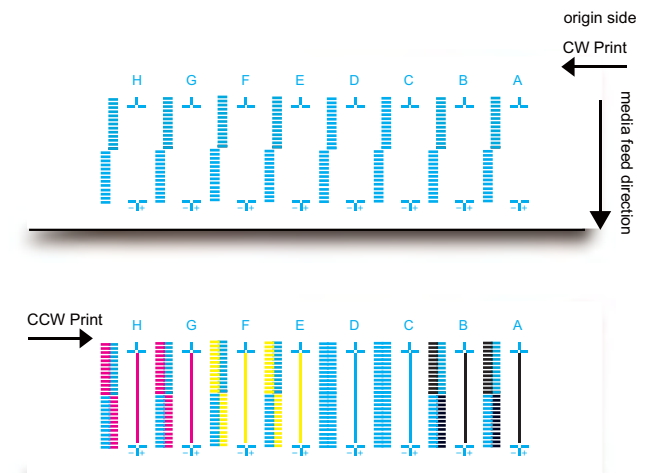 origin side
CW Print
H G F E D C B A
media feed direction
- + - + - + - + - + - + - + - +
CCW Print
H G F E D C B A
- + - + - + - + - + - + - + - +